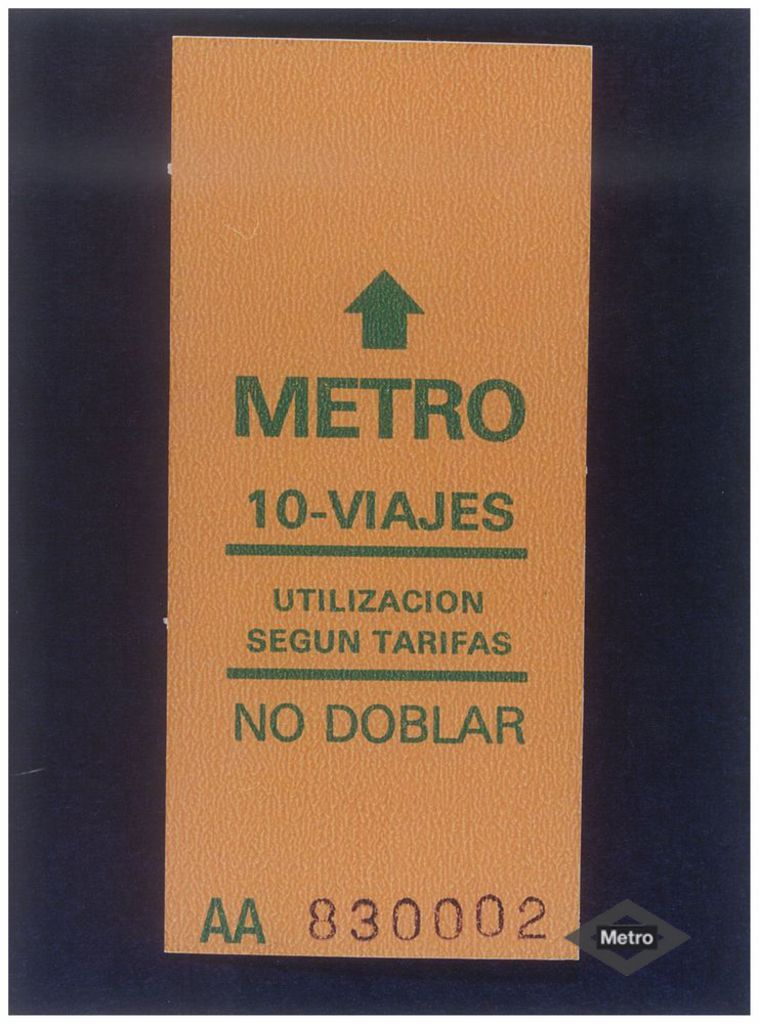 METRO
10-VIAJES
UTILIZACION
SEGUN TARIFAS
NO DOBLAR
AA 830002
Metro